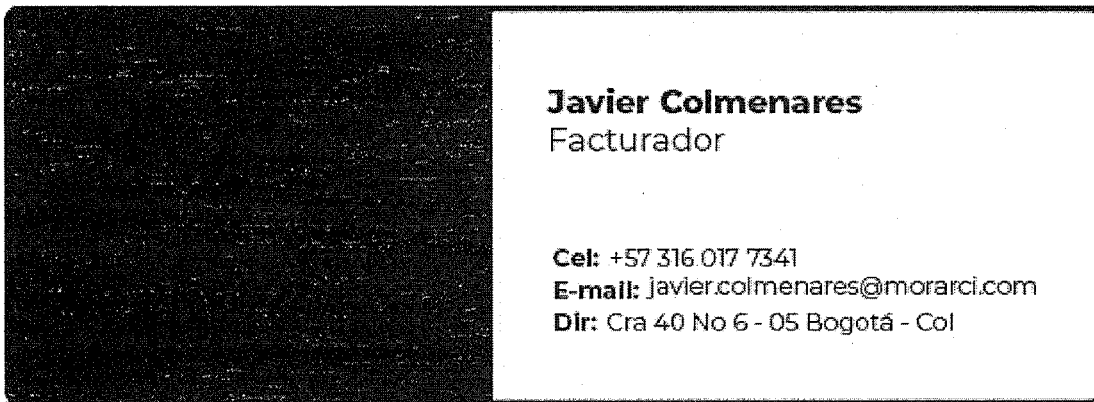 Javier Colmenares
Facturador
Cel: +57 316 017 7341
E-mail: javier.colmenares@morarci.com
Dir: Cra 40 No 6 - 05 Bogotá - Col